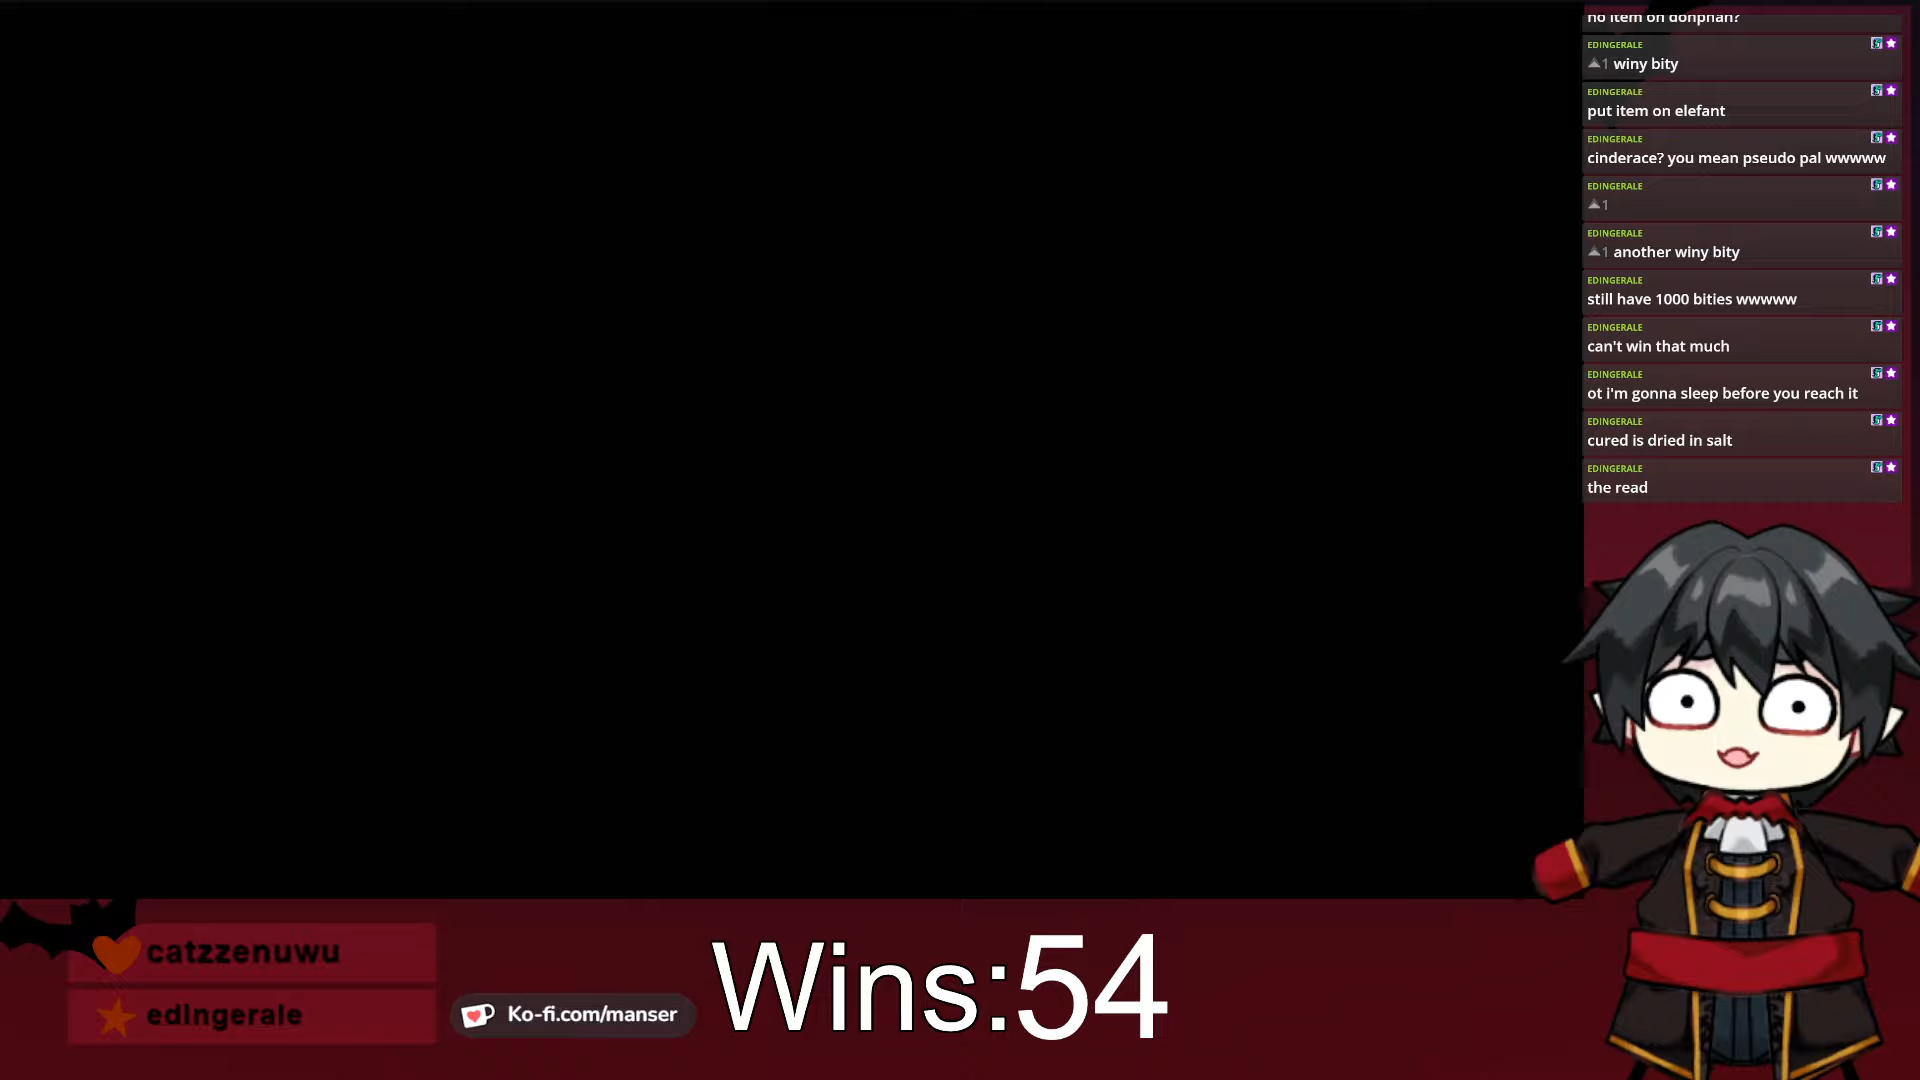 no item on donphan?
EDINGERALE
1 winy bity
EDINGERALE
put item on elefant
EDINGERALE
cinderace? you mean pseudo pal wwwww
EDINGERALE
1
EDINGERALE
1 another winy bity
EDINGERALE
still have 1000 bities wwwww
EDINGERALE
can't win that much
EDINGERALE
ot i'm gonna sleep before you reach it
EDINGERALE
cured is dried in salt
EDINGERALE
the read
catzzenuwu
edingerale
Ko-fi.com/manser
Wins:54